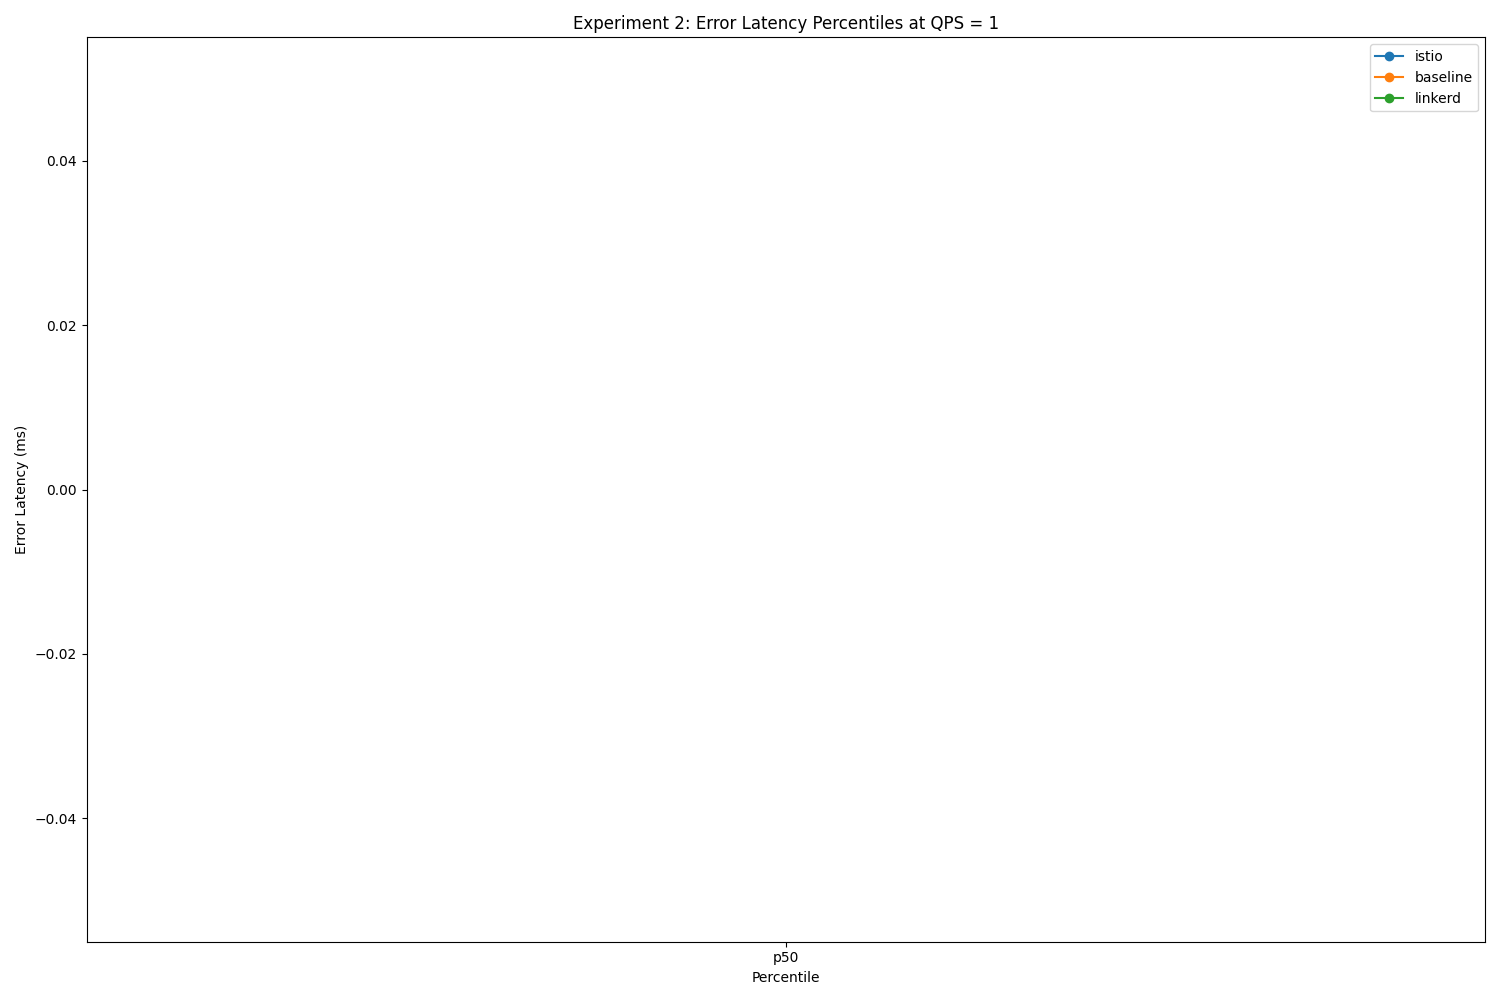 Experiment 2: Error Latency Percentiles at QPS = 1
istio
baseline
linkerd
0.04
0.02
0.00
−0.02
−0.04
Error Latency (ms)
p50
Percentile